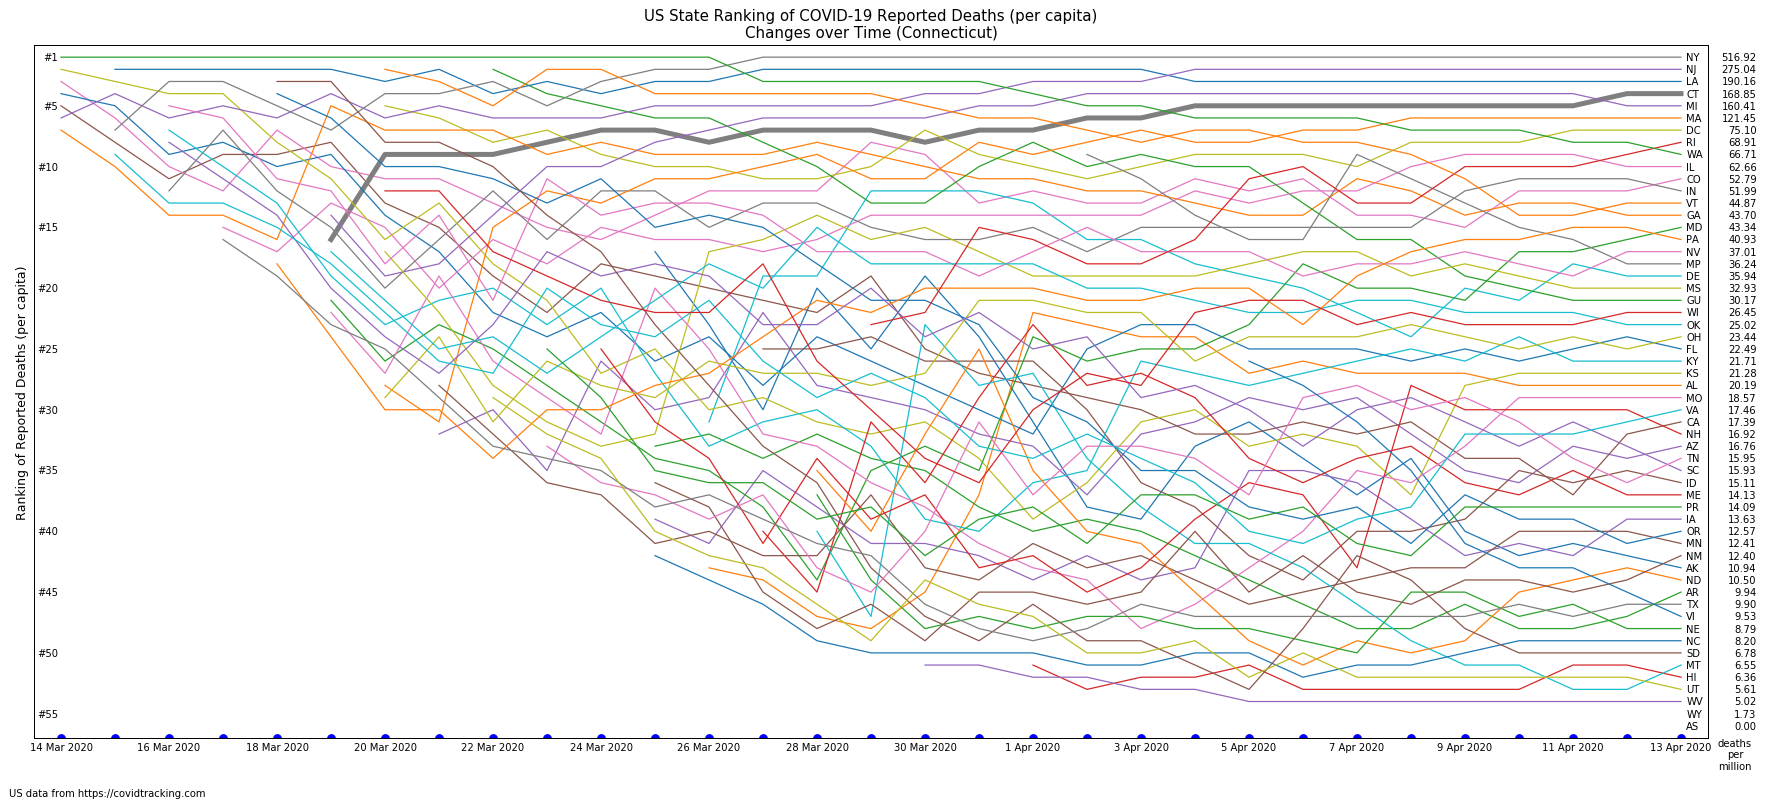 US State Ranking of COVID-19 Reported Deaths (per capita)
Changes over Time (Connecticut)
Ranking of Reported Deaths (per capita)
#1
#5
#10
#15
#20
#25
#30
#35
#40
#45
#50
#55
NY 516.92
NJ 275.04
LA 190.16
CT 168.85
MI 160.41
MA 121.45
DC 75.10
RI 68.91
WA 66.71
IL 62.66
CO 52.79
IN 51.99
VT 44.87
GA 43.70
MD 43.34
PA 40.93
NV 37.01
MP 36.24
DE 35.94
MS 32.93
GU 30.17
WI 26.45
OK 25.02
OH 23.44
FL 22.49
KY 21.71
KS 21.28
AL 20.19
MO 18.57
VA 17.46
CA 17.39
NH 16.92
AZ 16.76
TN 15.95
SC 15.93
ID 15.11
ME 14.13
PR 14.09
IA 13.63
OR 12.57
MN 12.41
NM 12.40
AK 10.94
ND 10.50
AR 9.94
TX 9.90
VI 9.53
NE 8.79
NC 8.20
SD 6.78
MT 6.55
HI 6.36
UT 5.61
WV 5.02
WY 1.73
AS 0.00
14 Mar 2020 16 Mar 2020 18 Mar 2020 20 Mar 2020 22 Mar 2020 24 Mar 2020 26 Mar 2020 28 Mar 2020 30 Mar 2020 1 Apr 2020 3 Apr 2020 5 Apr 2020 7 Apr 2020 9 Apr 2020 11 Apr 2020 13 Apr 2020
deaths
per
million
US data from https://covidtracking.com